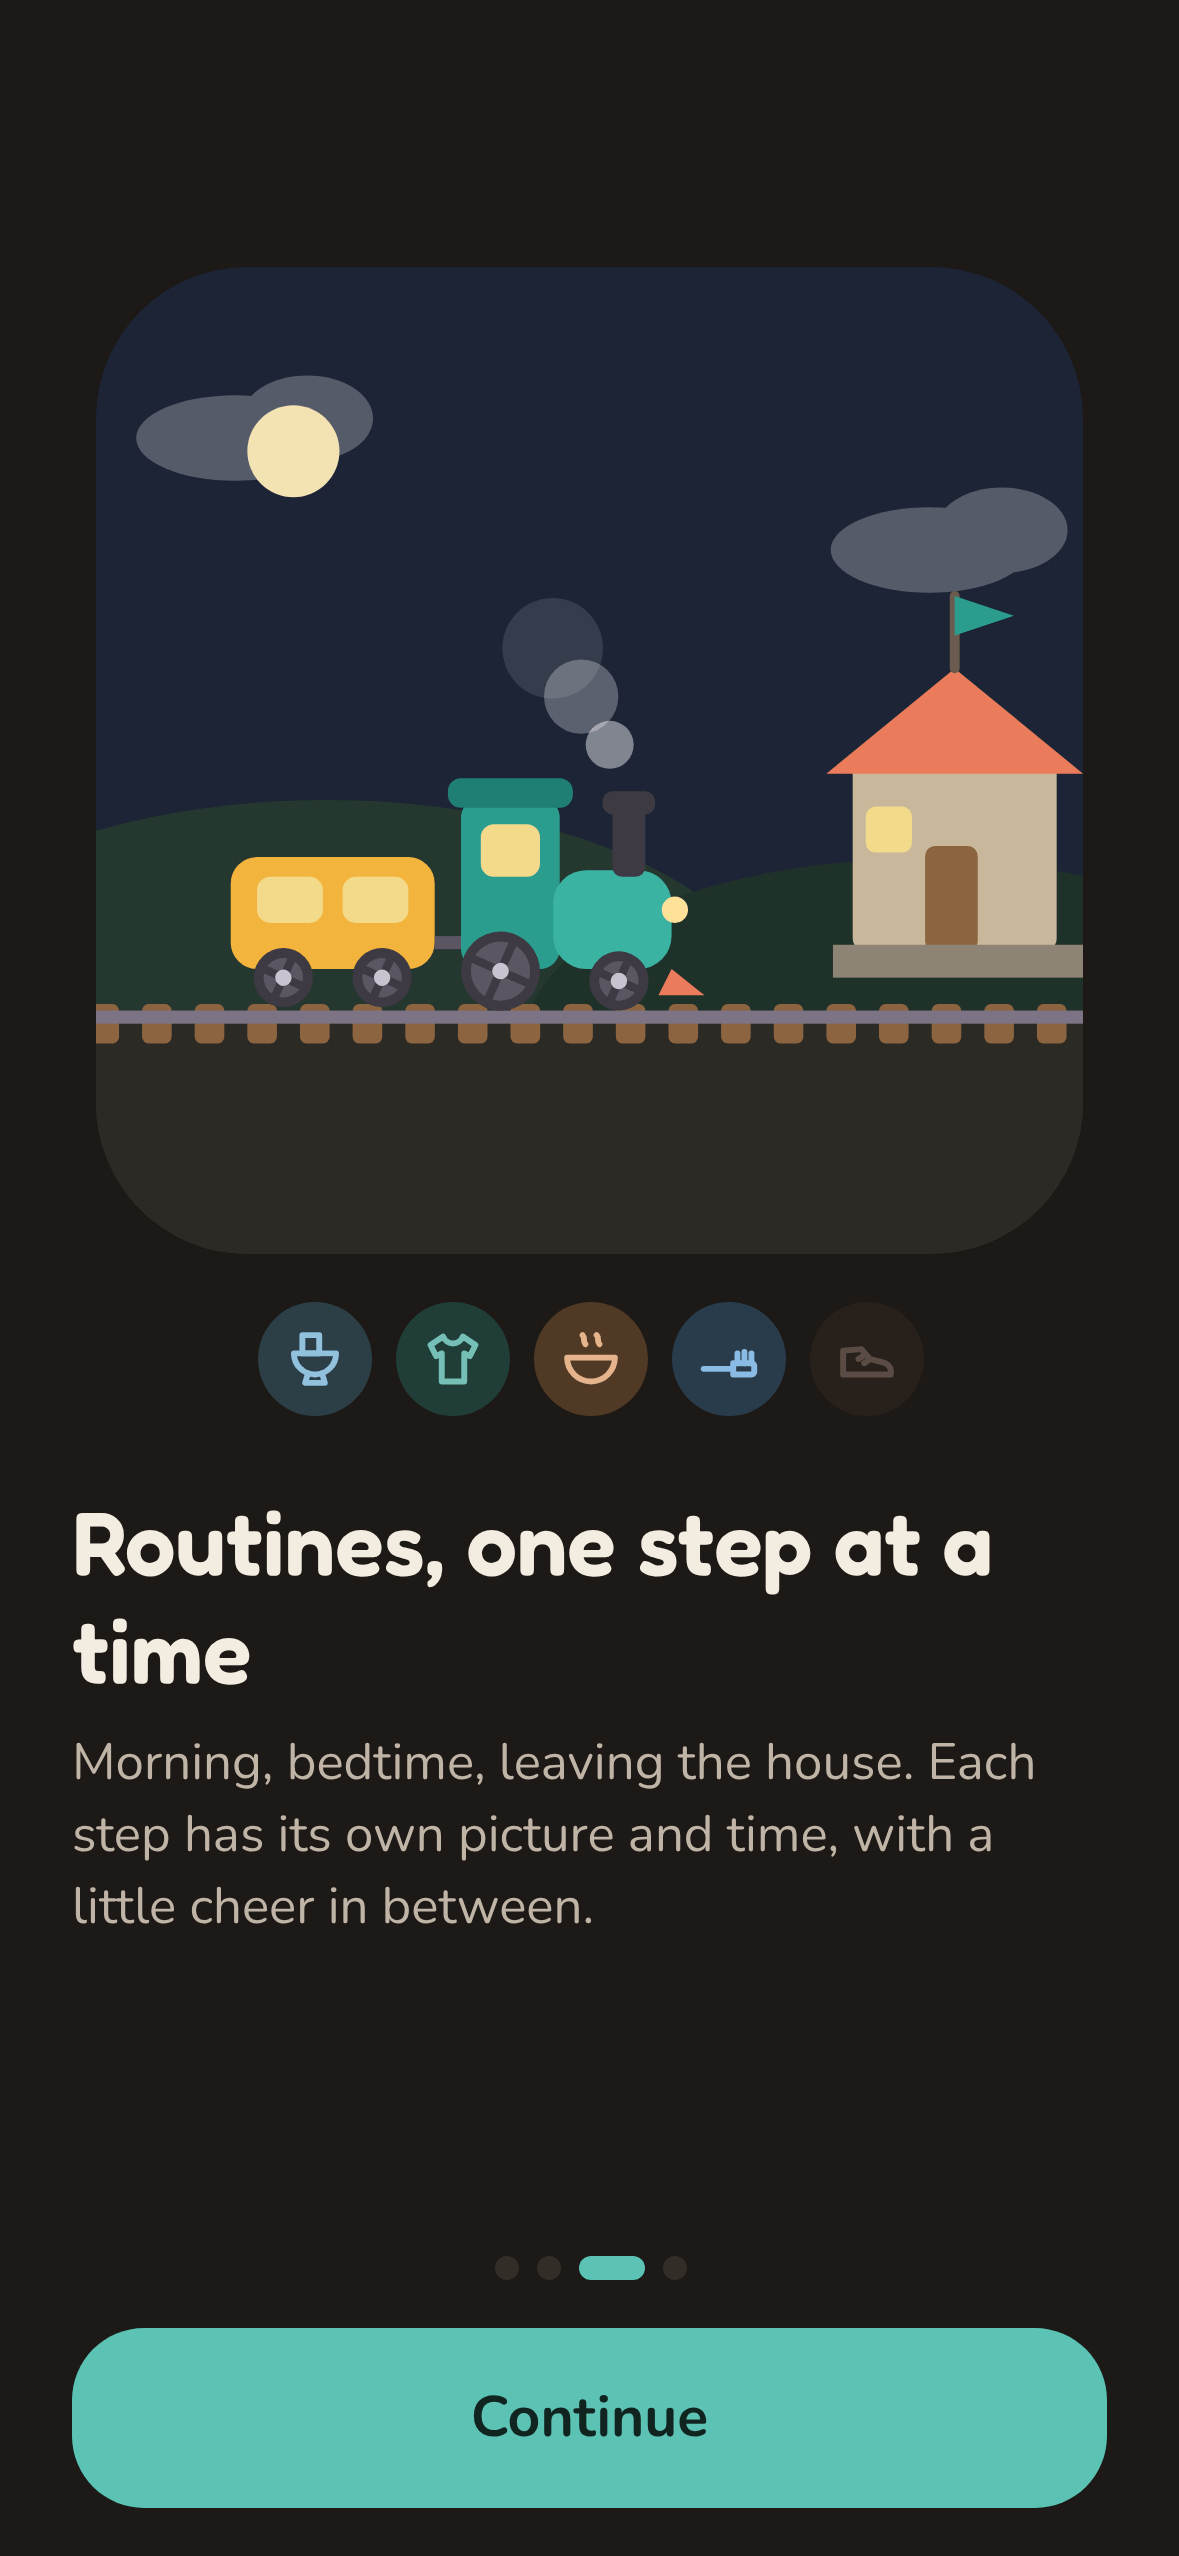 Routines, one step at a
time
Morning, bedtime, leaving the house. Each
step has its own picture and time, with a
little cheer in between.
Continue